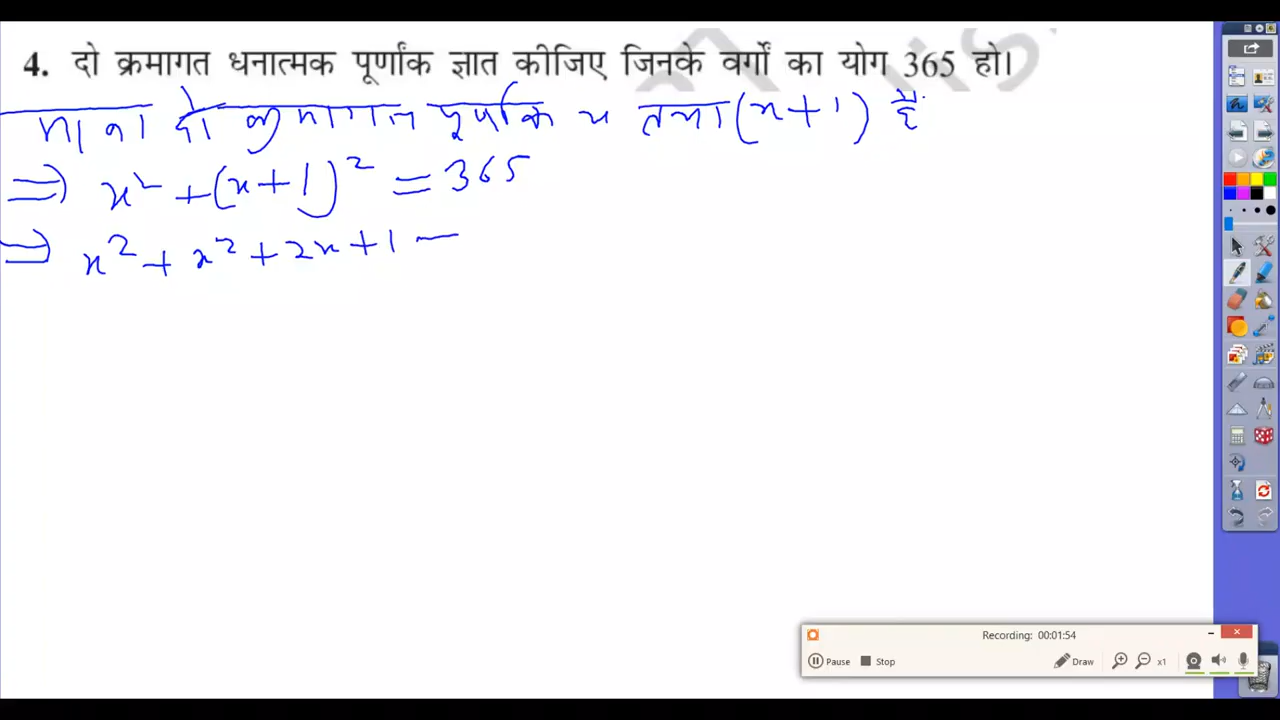 4. दो क्रमागत धनात्मक पूर्णांक ज्ञात कीजिए जिनके वर्गों का योग 365 हो।
माना दो क्रमागत पूर्णांक x तथा (x+1) हैं
⇒ x² + (x+1)² = 365
⇒ x² + x² + 2x + 1 −
Recording: 00:01:54
Pause Stop Draw x1